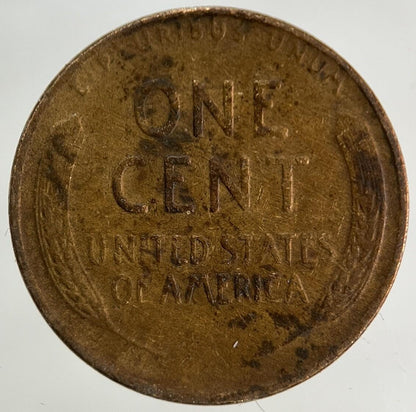 E·PLURIBUS·UNUM
ONE
CENT
UNITED STATES
OF AMERICA